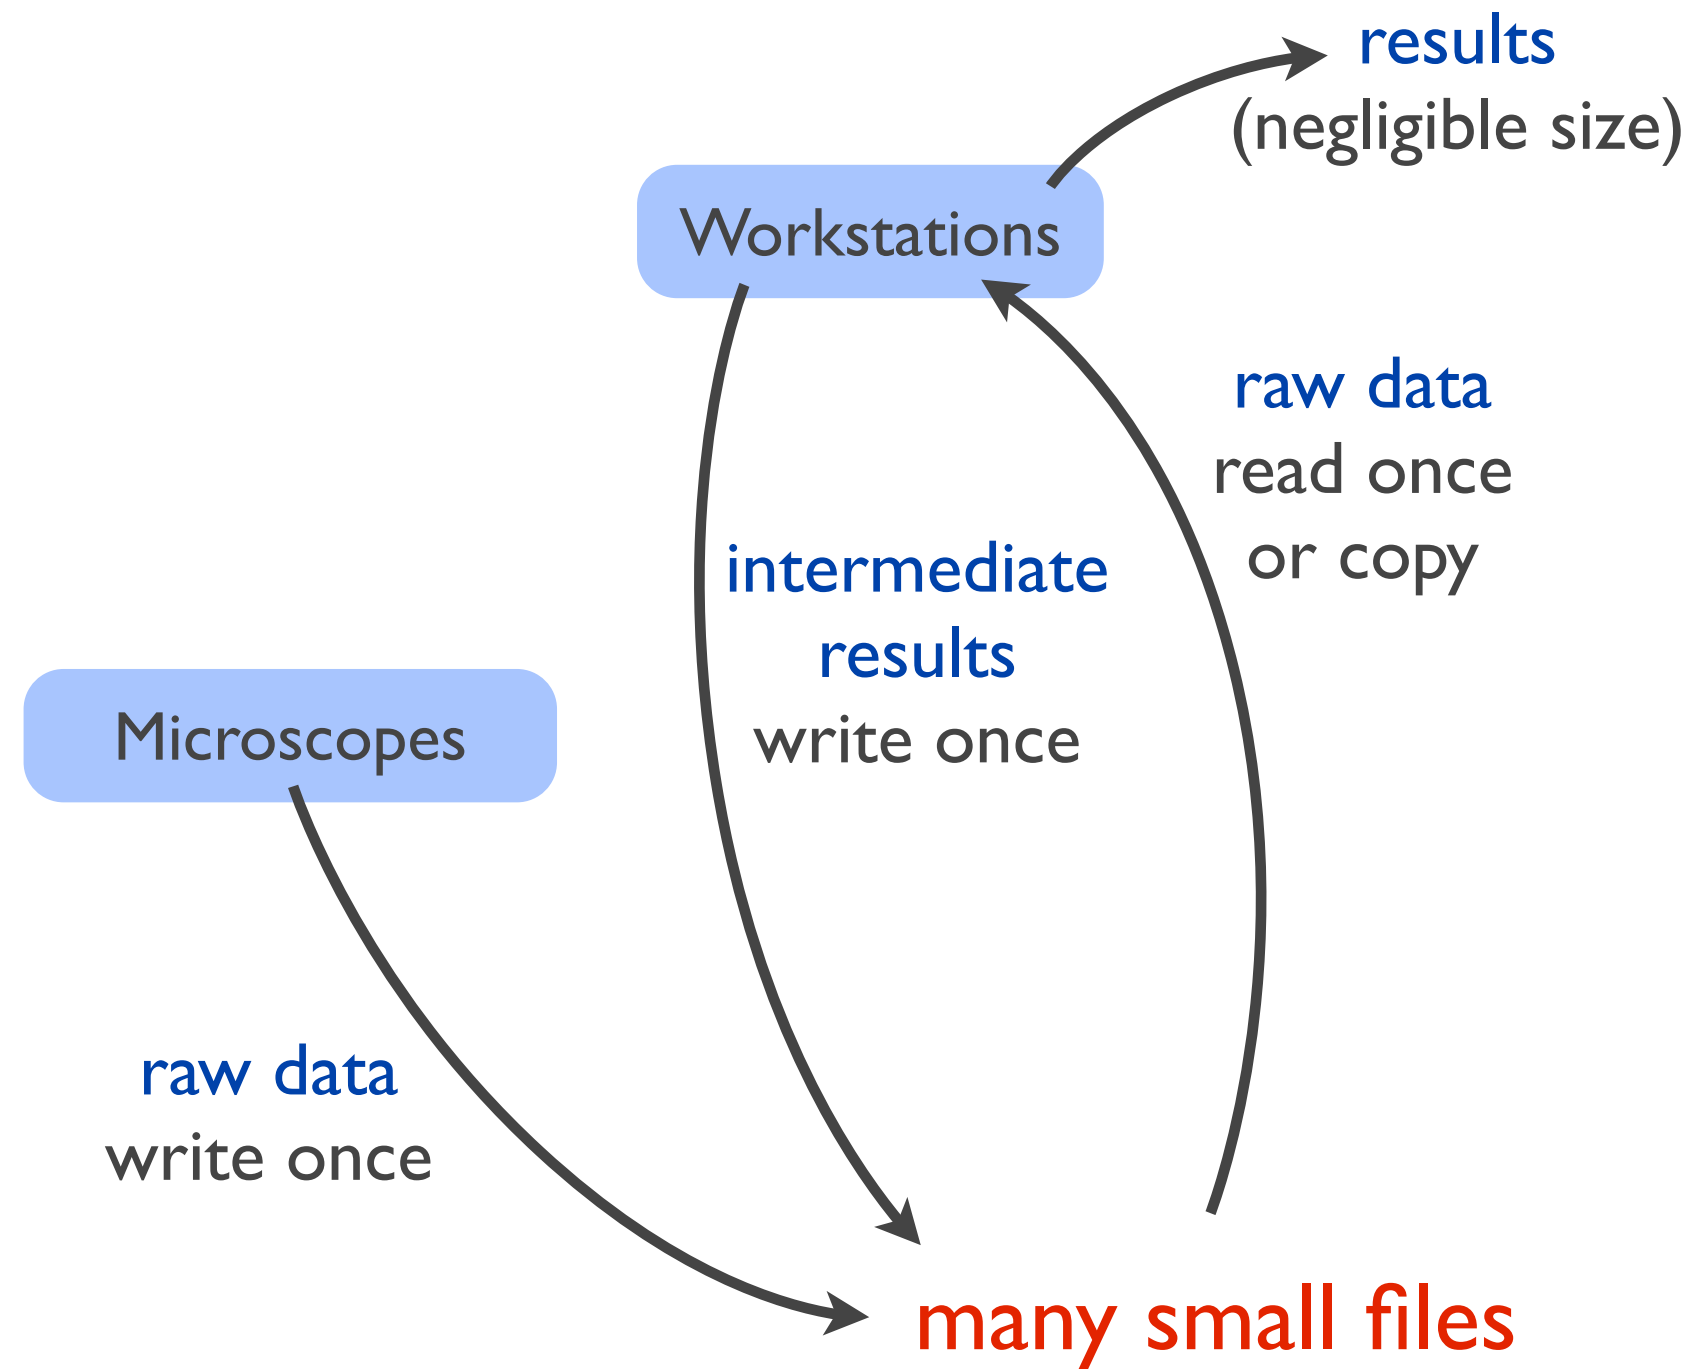 results
(negligible size)
Workstations
raw data
read once
or copy
intermediate
results
write once
Microscopes
raw data
write once
many small files